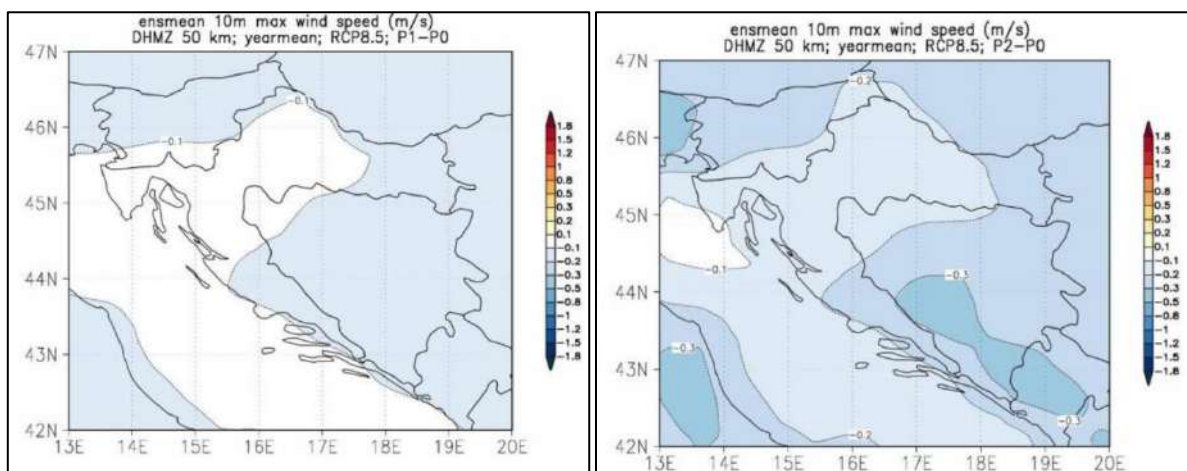 ensmean 10m max wind speed (m/s)
DHMZ 50 km; yearmean; RCP8.5; P1-P0
47N
46N
45N
44N
43N
42N
13E 14E 15E 16E 17E 18E 19E 20E
-0.1
-0.1
1.8
1.5
1.2
1
0.8
0.5
0.3
0.2
0.1
-0.1
-0.2
-0.3
-0.5
-0.8
-1
-1.2
-1.5
-1.8
ensmean 10m max wind speed (m/s)
DHMZ 50 km; yearmean; RCP8.5; P2-P0
47N
46N
45N
44N
43N
42N
13E 14E 15E 16E 17E 18E 19E 20E
-0.2
-0.1
-0.3
-0.3
-0.3
-0.2
1.8
1.5
1.2
1
0.8
0.5
0.3
0.2
0.1
-0.1
-0.2
-0.3
-0.5
-0.8
-1
-1.2
-1.5
-1.8